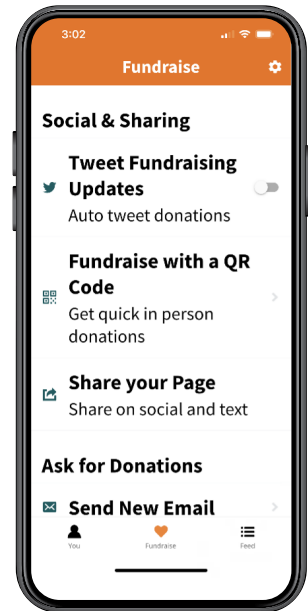 3:02
Fundraise
Social & Sharing
Tweet Fundraising
Updates
Auto tweet donations
Fundraise with a QR
Code
Get quick in person
donations
Share your Page
Share on social and text
Ask for Donations
Send New Email
You
Fundraise
Feed